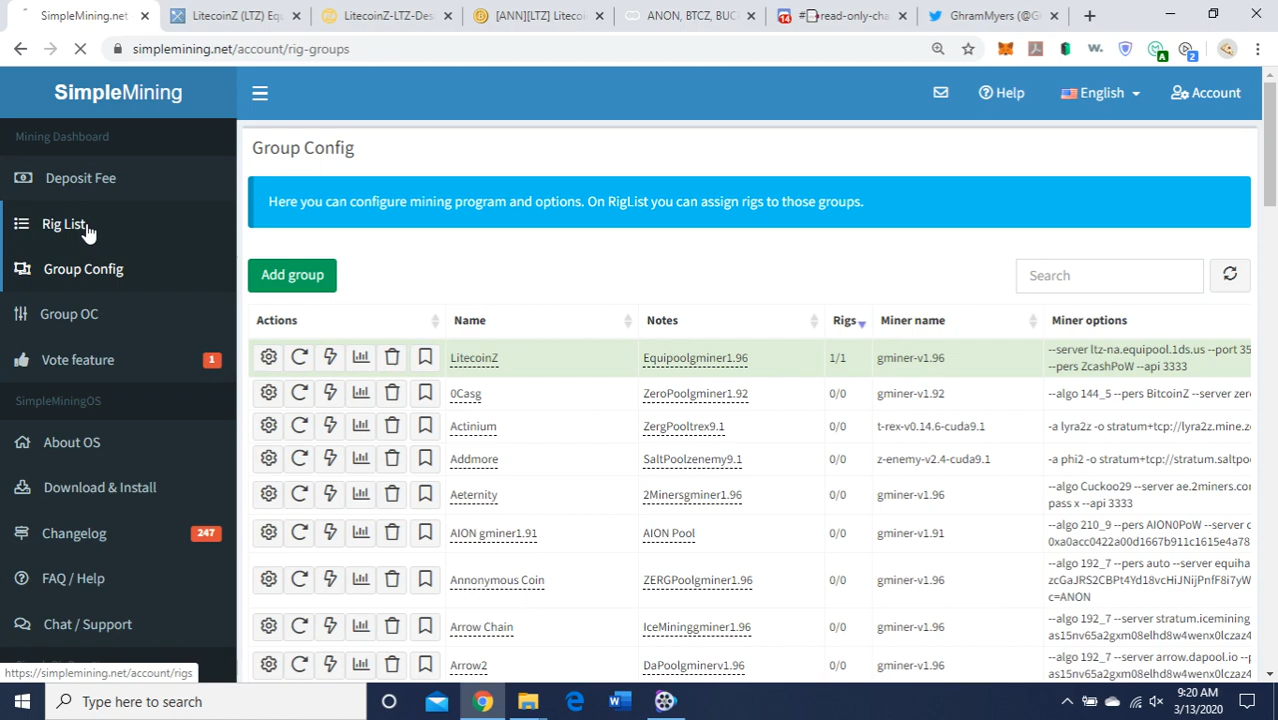 SimpleMining.net/account
LitecoinZ (LTZ) Equ
LitecoinZ-LTZ-Des
[ANN][LTZ] Liteco
ANON, BTCZ, BUC
read-only-cha
GhramMyers (@G
simplemining.net/account/rig-groups
SimpleMining
Help
English
Account
Mining Dashboard
Deposit Fee
Rig List
Group Config
Group OC
Vote feature 1
SimpleMiningOS
About OS
Download & Install
Changelog 247
FAQ / Help
Chat / Support
https://simplemining.net/account/rigs
Group Config
Here you can configure mining program and options. On RigList you can assign rigs to those groups.
Add group
Search
Actions Name Notes Rigs Miner name Miner options
LitecoinZ Equipoolgminer1.96 1/1 gminer-v1.96 --server ltz-na.equipool.1ds.us --port 35
--pers ZcashPoW --api 3333
0Casg ZeroPoolgminer1.92 0/0 gminer-v1.92 --algo 144_5 --pers BitcoinZ --server zer
Actinium ZergPooltrex9.1 0/0 t-rex-v0.14.6-cuda9.1 -a lyra2z -o stratum+tcp://lyra2z.mine.z
Addmore SaltPoolzenemy9.1 0/0 z-enemy-v2.4-cuda9.1 -a phi2 -o stratum+tcp://stratum.saltpo
Aeternity 2Minersgminer1.96 0/0 gminer-v1.96 --algo Cuckoo29 --server ae.2miners.co
pass x --api 3333
AION gminer1.91 AION Pool 0/0 gminer-v1.91 --algo 210_9 --pers AION0PoW --server
0xa0acc0422a00d1667b911c1615e4a78
Annonymous Coin ZERGPoolgminer1.96 0/0 gminer-v1.96 --algo 192_7 --pers auto --server equiha
zcGaJRS2CBPt4Yd18vcHiJNijPnfF8i7yW
c=ANON
Arrow Chain IceMininggminer1.96 0/0 gminer-v1.96 --algo 192_7 --server stratum.icemining
as15nv65a2gxm08elhd8w4wenx0lczaz4
Arrow2 DaPoolgminerv1.96 0/0 gminer-v1.96 --algo 192_7 --server arrow.dapool.io --p
as15nv65a2gxm08elhd8w4wenx0lczaz
Type here to search
9:20 AM
3/13/2020